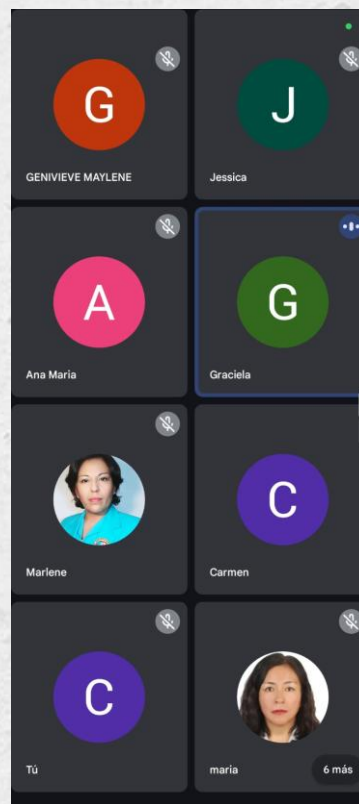 G
J
GENIVIEVE MAYLENE
Jessica
A
G
Ana Maria
Graciela
C
Marlene
Carmen
C
Tú
maria
6 más